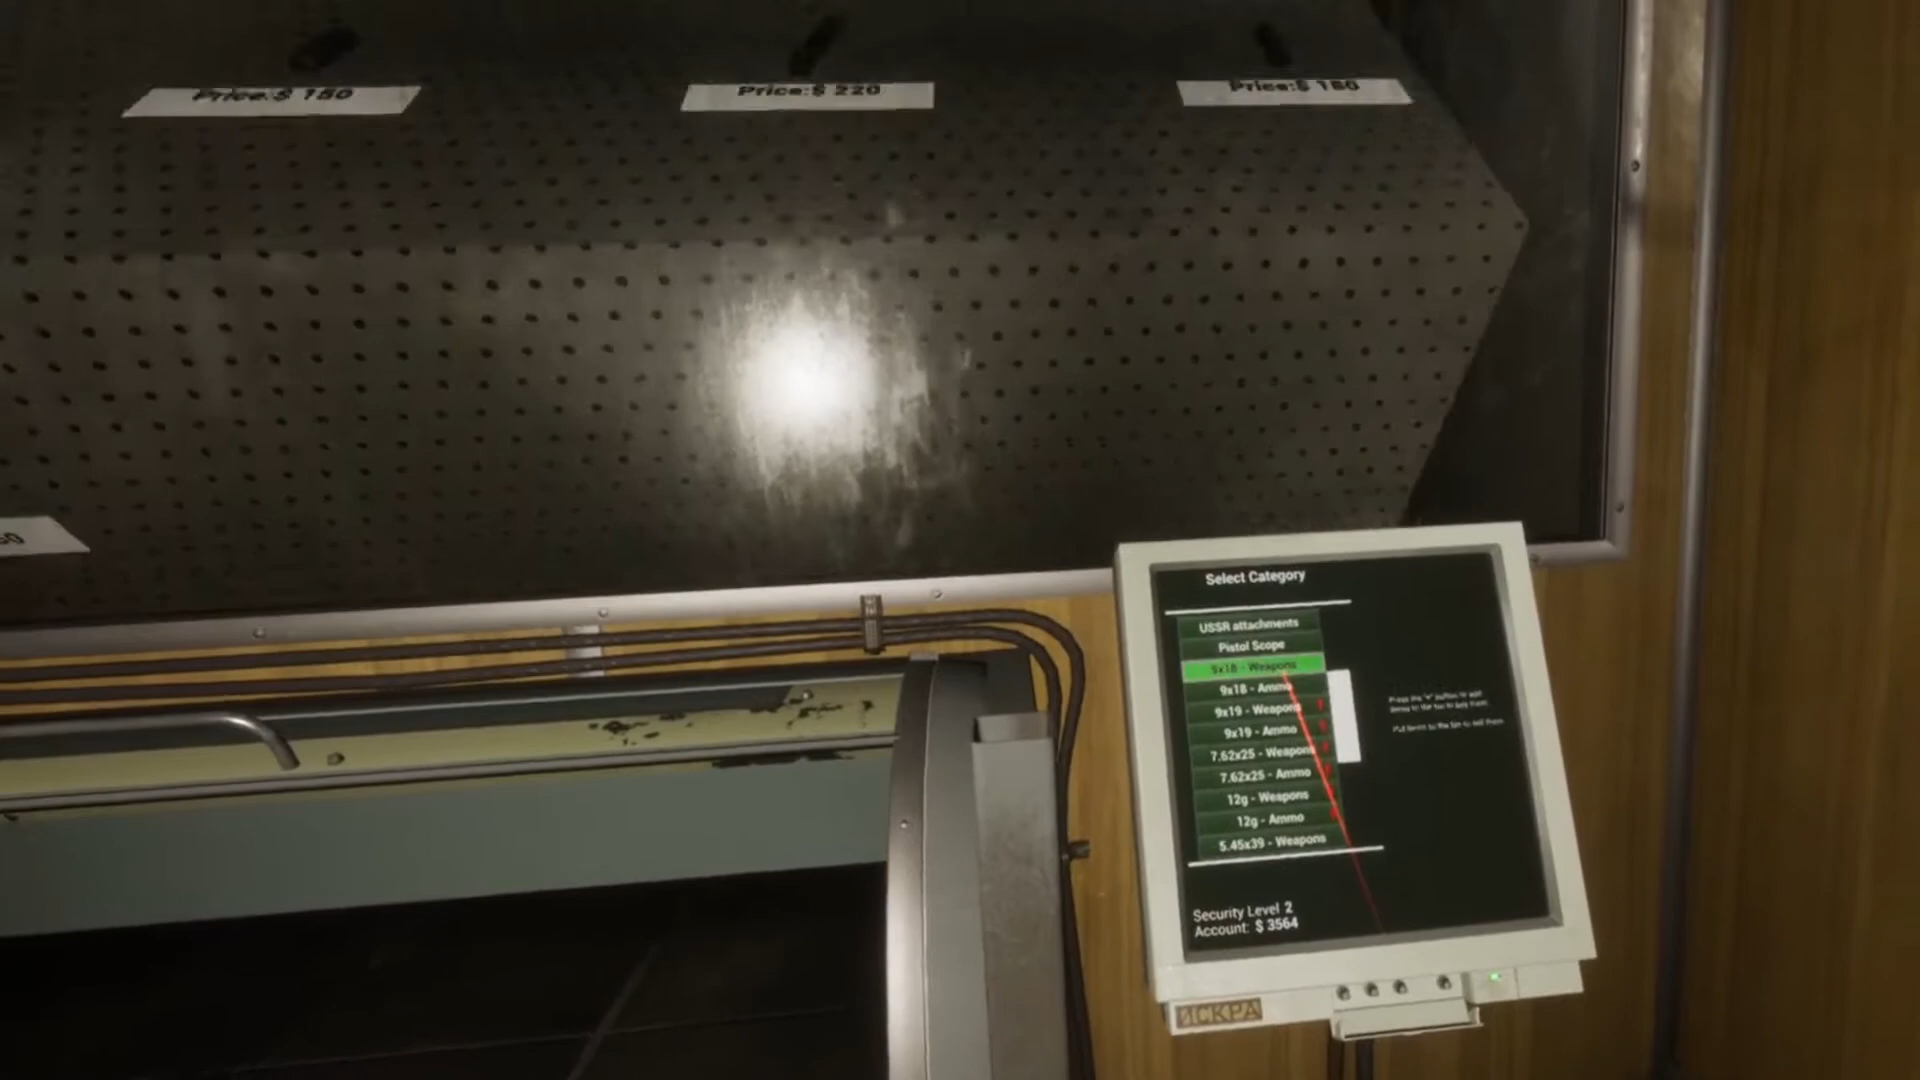 Price:$ 150
Price:$ 220
Price:$ 180
Select Category
USSR attachments
Pistol Scope
9x18 - Weapons
9x18 - Ammo
9x19 - Weapons
9x19 - Ammo
7.62x25 - Weapons
7.62x25 - Ammo
12g - Weapons
12g - Ammo
5.45x39 - Weapons
Security Level 2
Account: $ 3564
ИСКРА